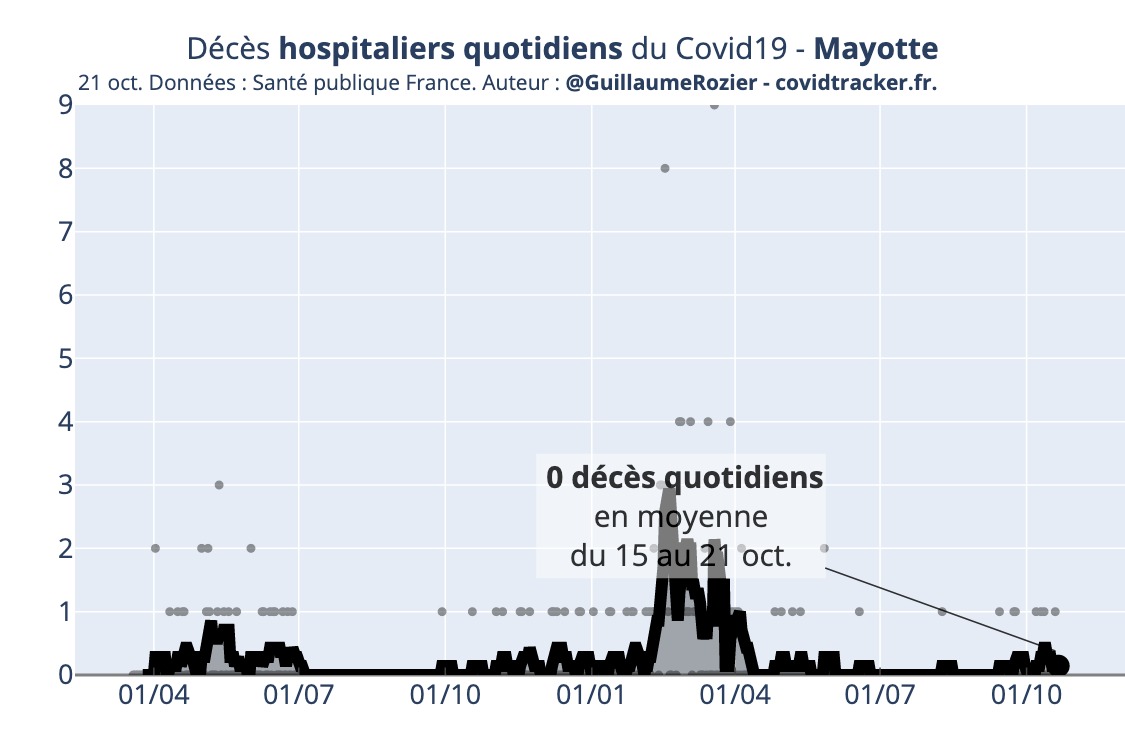 Décès hospitaliers quotidiens du Covid19 - Mayotte
21 oct. Données : Santé publique France. Auteur : @GuillaumeRozier - covidtracker.fr.
9
8
7
6
5
4
3
2
1
0
0 décès quotidiens
en moyenne
du 15 au 21 oct.
01/04 01/07 01/10 01/01 01/04 01/07 01/10